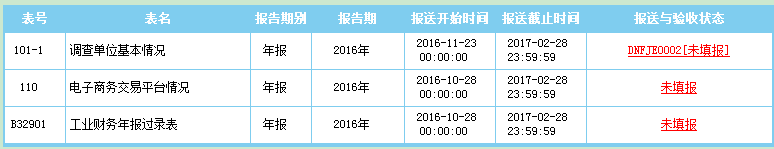 表号 表名 报告期别 报告期 报送开始时间 报送截止时间 报送与验收状态
101-1 调查单位基本情况 年报 2016年 2016-11-23 00:00:00 2017-02-28 23:59:59 DNFJE0002[未填报]
110 电子商务交易平台情况 年报 2016年 2016-10-28 00:00:00 2017-02-28 23:59:59 未填报
B32901 工业财务年报过录表 年报 2016年 2016-10-28 00:00:00 2017-02-28 23:59:59 未填报